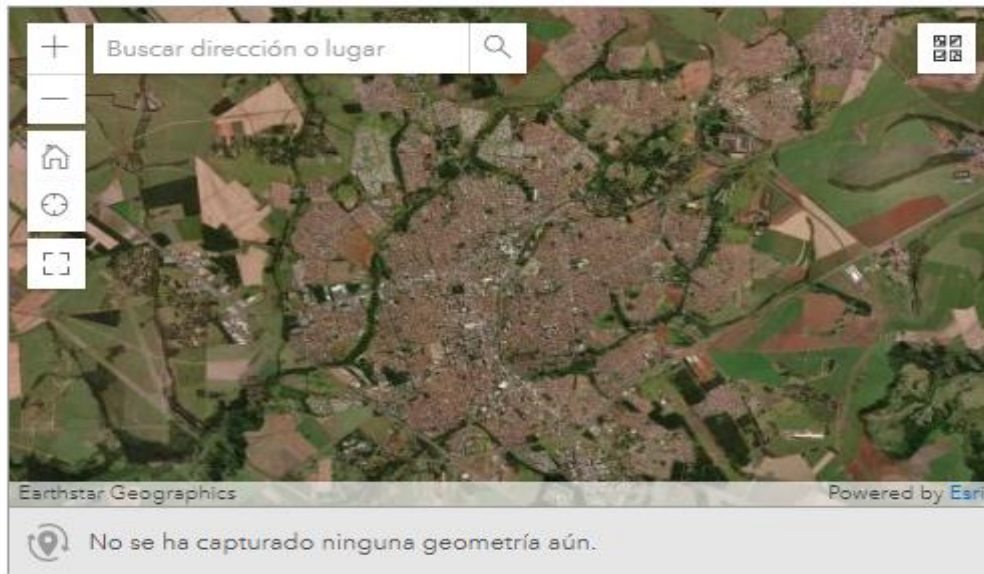 Buscar dirección o lugar
Earthstar Geographics
Powered by Esri
No se ha capturado ninguna geometría aún.